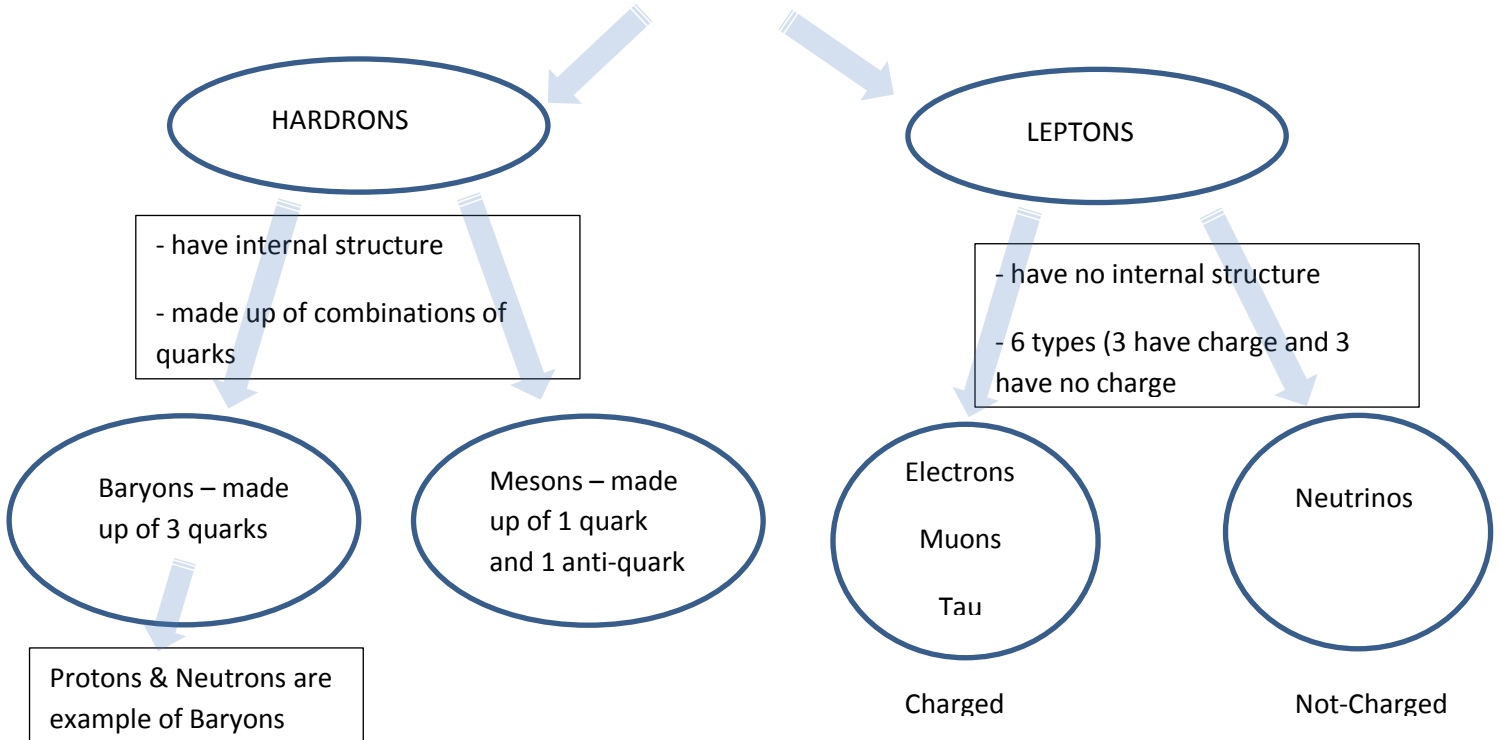 HARDRONS
- have internal structure
- made up of combinations of
quarks
Baryons – made
up of 3 quarks
Mesons – made
up of 1 quark
and 1 anti-quark
Protons & Neutrons are
example of Baryons
LEPTONS
- have no internal structure
- 6 types (3 have charge and 3
have no charge
Electrons
Muons
Tau
Charged
Neutrinos
Not-Charged